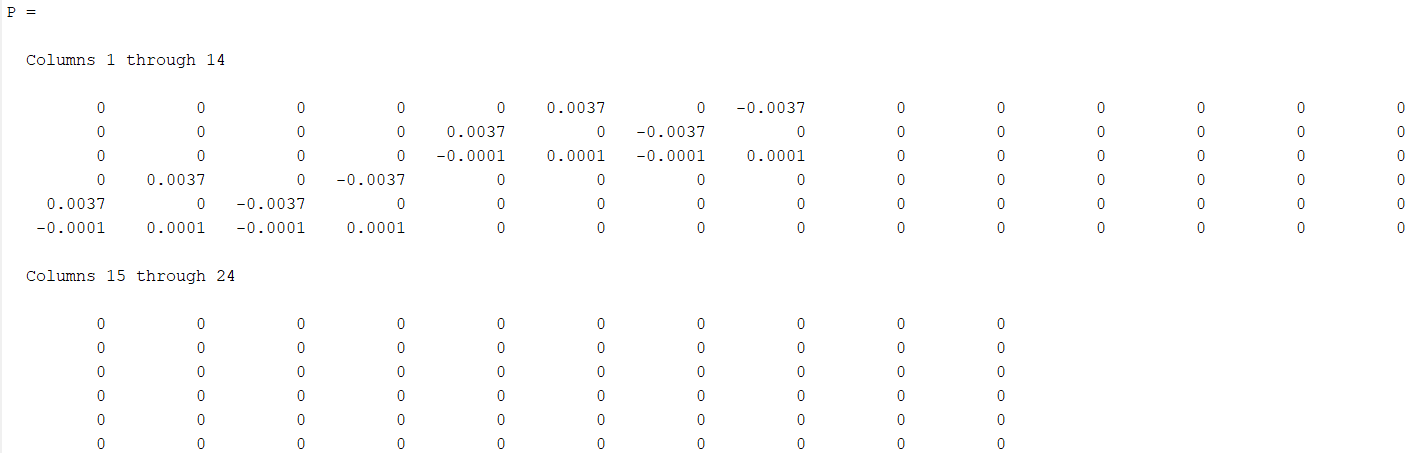 P =
Columns 1 through 14
0 0 0 0 0 0.0037 0 -0.0037 0 0 0 0 0 0
0 0 0 0 0.0037 0 -0.0037 0 0 0 0 0 0 0
0 0 0 0 -0.0001 0.0001 -0.0001 0.0001 0 0 0 0 0 0
0 0.0037 0 -0.0037 0 0 0 0 0 0 0 0 0 0
0.0037 0 -0.0037 0 0 0 0 0 0 0 0 0 0 0
-0.0001 0.0001 -0.0001 0.0001 0 0 0 0 0 0 0 0 0 0
Columns 15 through 24
0 0 0 0 0 0 0 0 0 0
0 0 0 0 0 0 0 0 0 0
0 0 0 0 0 0 0 0 0 0
0 0 0 0 0 0 0 0 0 0
0 0 0 0 0 0 0 0 0 0
0 0 0 0 0 0 0 0 0 0